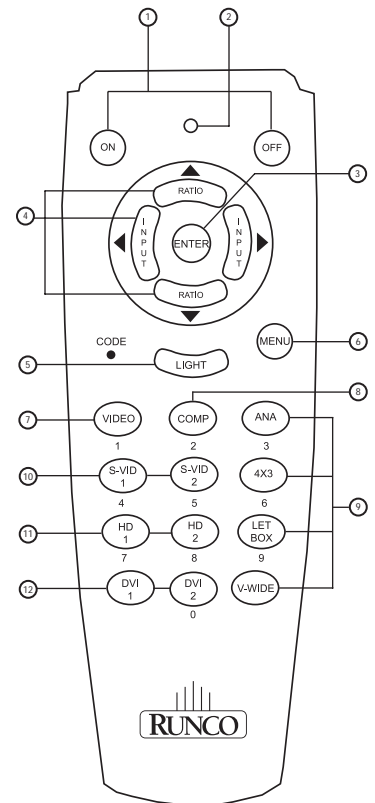 1
2
ON
OFF
RATIO
3
4
INPUT
ENTER
INPUT
RATIO
CODE
MENU
6
5
LIGHT
8
7
VIDEO
COMP
ANA
1
2
3
10
S-VID
1
S-VID
2
4X3
9
4
5
6
11
HD
1
HD
2
LET
BOX
7
8
9
12
DVI
1
DVI
2
V-WIDE
0
RUNCO